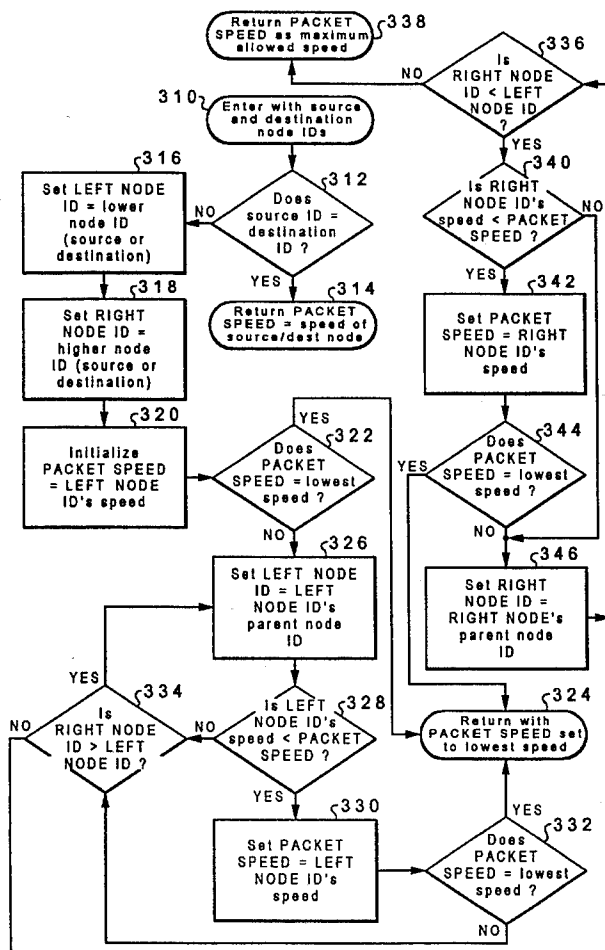 Return PACKET
SPEED as maximum
allowed speed
338
336
Is
RIGHT NODE
ID < LEFT
NODE ID
?
NO
YES
310
Enter with source
and destination
node IDs
316
Set LEFT NODE
ID = lower
node ID
(source or
destination)
312
Does
source ID =
destination
ID ?
NO
YES
340
Is RIGHT
NODE ID's
speed < PACKET
SPEED ?
NO
YES
314
Return PACKET
SPEED = speed of
source/dest node
318
Set RIGHT
NODE ID =
higher node
ID (source or
destination)
342
Set PACKET
SPEED = RIGHT
NODE ID's
speed
320
Initialize
PACKET SPEED
= LEFT NODE
ID's speed
YES
322
Does
PACKET
SPEED = lowest
speed ?
NO
344
Does
PACKET
SPEED = lowest
speed ?
YES
NO
326
Set LEFT NODE
ID = LEFT
NODE ID's
parent node
ID
346
Set RIGHT
NODE ID =
RIGHT NODE's
parent node
ID
YES
334
Is
RIGHT NODE
ID > LEFT
NODE ID ?
NO
328
Is LEFT
NODE ID's
speed < PACKET
SPEED ?
NO
YES
324
Return with
PACKET SPEED set
to lowest speed
330
Set PACKET
SPEED = LEFT
NODE ID's
speed
YES
332
Does
PACKET
SPEED = lowest
speed ?
NO